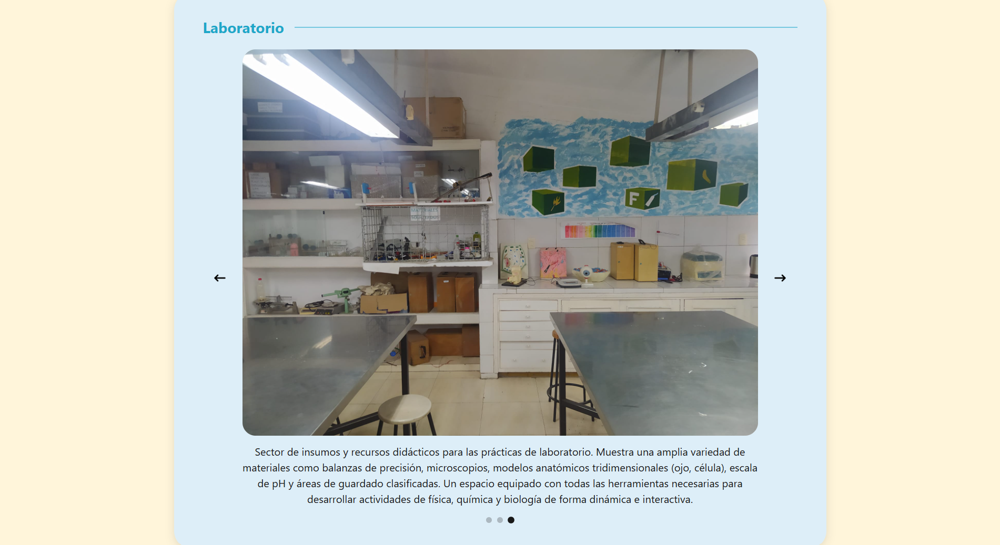 Laboratorio
MATERIALES
F
Sector de insumos y recursos didácticos para las prácticas de laboratorio. Muestra una amplia variedad de
materiales como balanzas de precisión, microscopios, modelos anatómicos tridimensionales (ojo, célula), escala
de pH y áreas de guardado clasificadas. Un espacio equipado con todas las herramientas necesarias para
desarrollar actividades de física, química y biología de forma dinámica e interactiva.